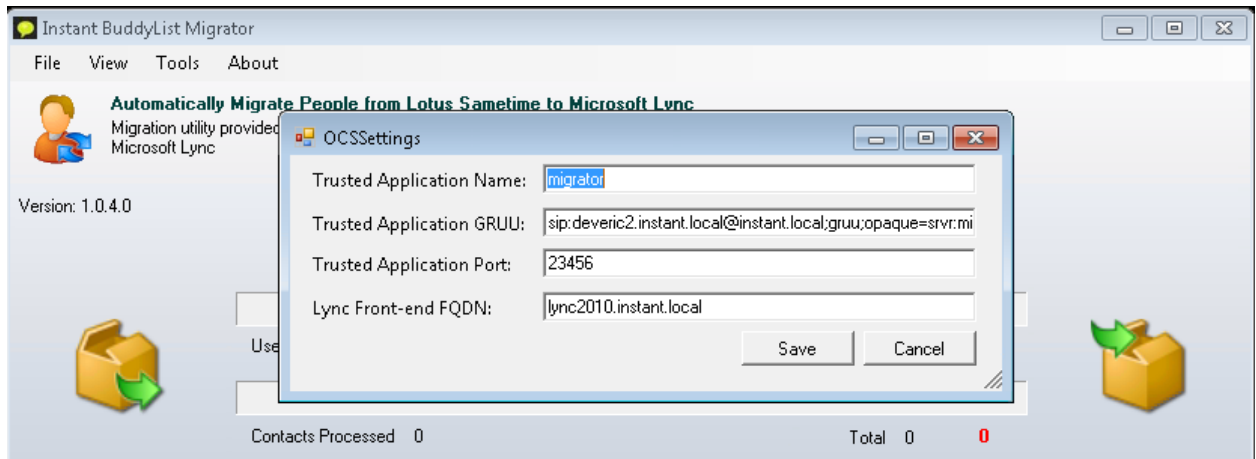 Instant BuddyList Migrator
File View Tools About
Automatically Migrate People from Lotus Sametime to Microsoft Lync
Migration utility provided
Microsoft Lync
Version: 1.0.4.0
OCSSettings
Trusted Application Name: migrator
Trusted Application GRUU: sip:deveric2.instant.local@instant.local;gruu;opaque=srvr:mi
Trusted Application Port: 23456
Lync Front-end FQDN: lync2010.instant.local
Save Cancel
Use
Contacts Processed 0 Total 0 0